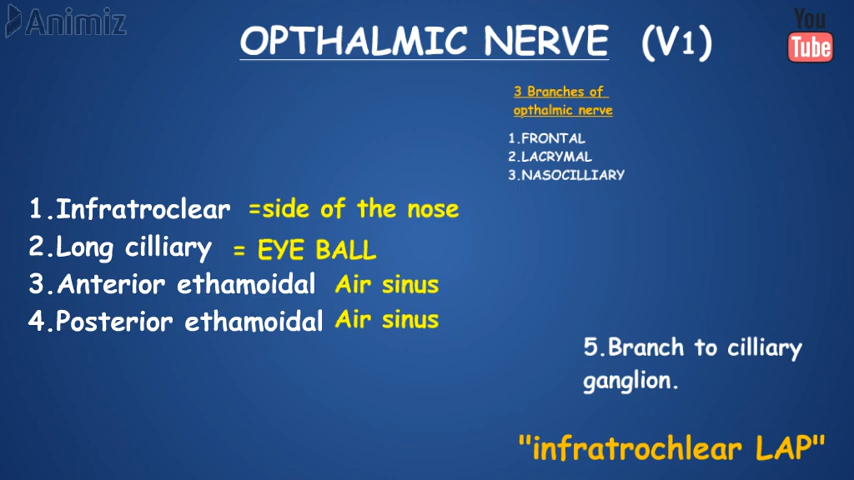 Animiz
OPTHALMIC NERVE (V1)
You
Tube
3 Branches of
opthalmic nerve
1.FRONTAL
2.LACRYMAL
3.NASOCILLIARY
1.Infratroclear =side of the nose
2.Long cilliary = EYE BALL
3.Anterior ethamoidal Air sinus
4.Posterior ethamoidal Air sinus
5.Branch to cilliary
ganglion.
"infratrochlear LAP"